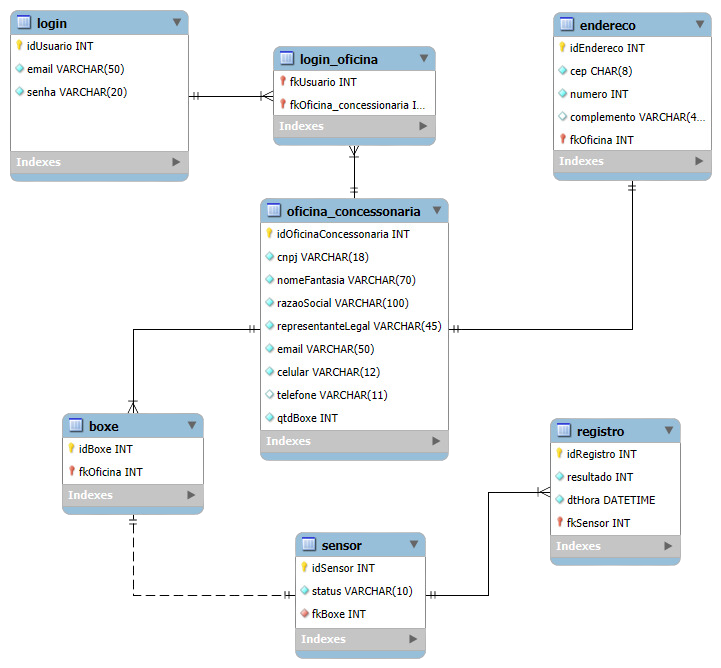 login
idUsuario INT
email VARCHAR(50)
senha VARCHAR(20)
Indexes
login_oficina
fkUsuario INT
fkOficina_concessionaria I...
Indexes
endereco
idEndereco INT
cep CHAR(8)
numero INT
complemento VARCHAR(4...
fkOficina INT
Indexes
oficina_concessonaria
idOficinaConcessonaria INT
cnpj VARCHAR(18)
nomeFantasia VARCHAR(70)
razaoSocial VARCHAR(100)
representanteLegal VARCHAR(45)
email VARCHAR(50)
celular VARCHAR(12)
telefone VARCHAR(11)
qtdBoxe INT
Indexes
boxe
idBoxe INT
fkOficina INT
Indexes
registro
idRegistro INT
resultado INT
dtHora DATETIME
fkSensor INT
Indexes
sensor
idSensor INT
status VARCHAR(10)
fkBoxe INT
Indexes